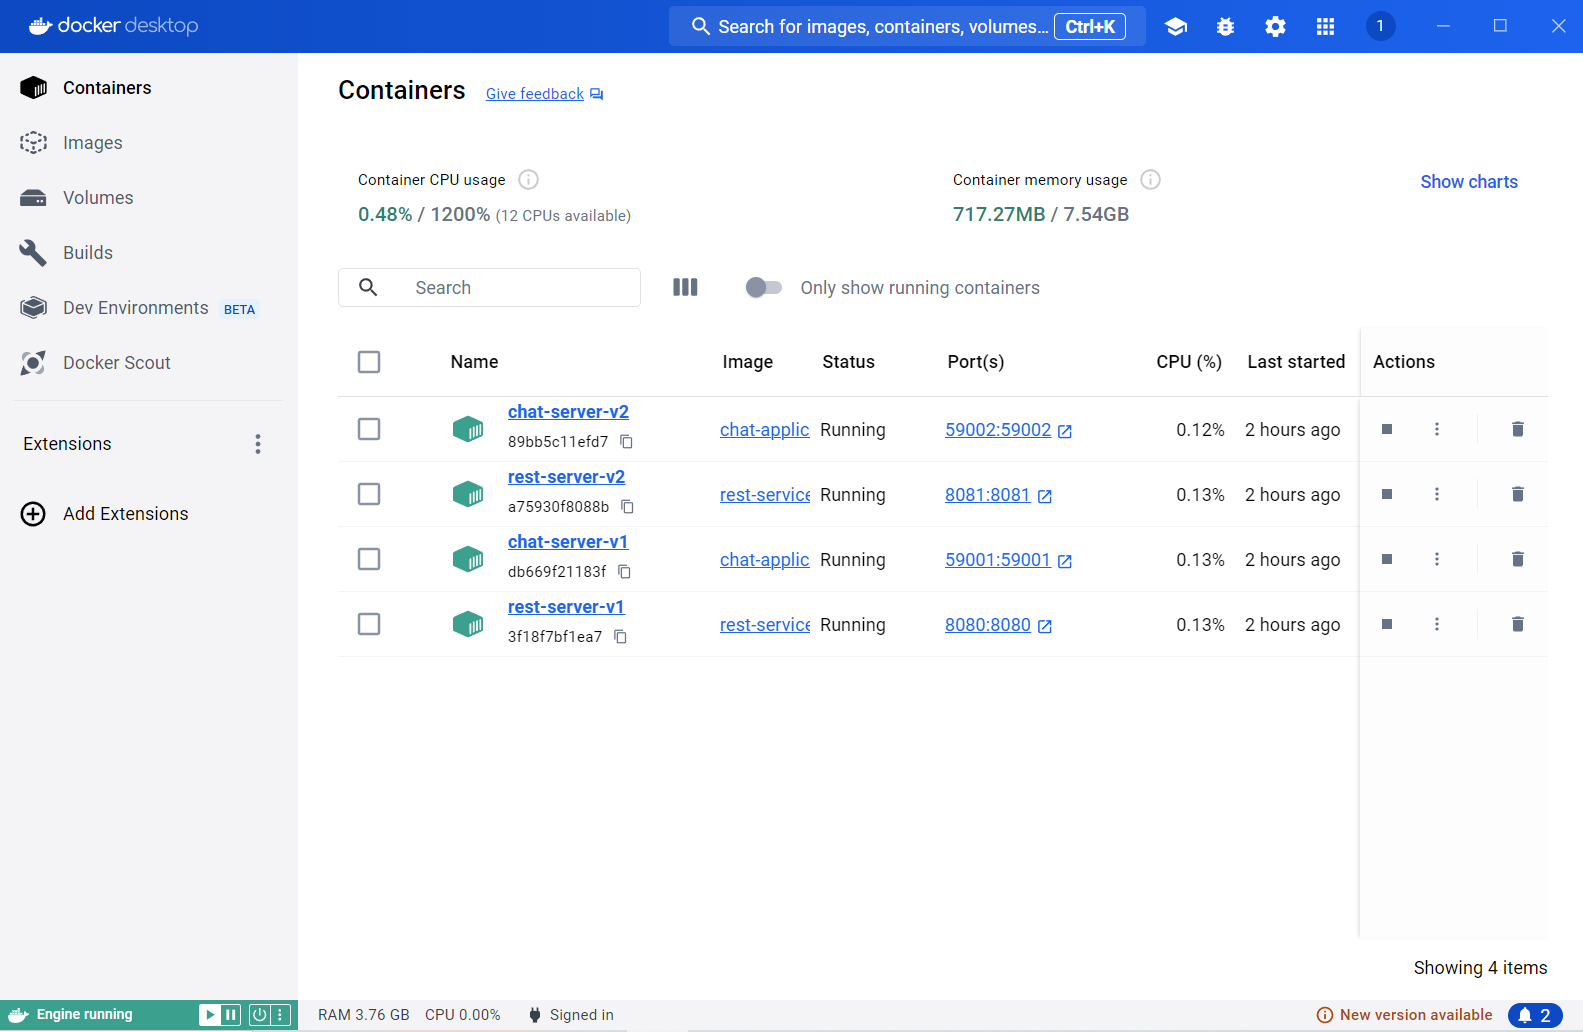 docker desktop
Search for images, containers, volumes... Ctrl+K
1
Containers
Images
Volumes
Builds
Dev Environments BETA
Docker Scout
Extensions
Add Extensions
Containers Give feedback
Container CPU usage
0.48% / 1200% (12 CPUs available)
Container memory usage
717.27MB / 7.54GB
Show charts
Search
Only show running containers
Name Image Status Port(s) CPU (%) Last started Actions
chat-server-v2
89bb5c11efd7
chat-applic Running 59002:59002 0.12% 2 hours ago
rest-server-v2
a75930f8088b
rest-service Running 8081:8081 0.13% 2 hours ago
chat-server-v1
db669f21183f
chat-applic Running 59001:59001 0.13% 2 hours ago
rest-server-v1
3f18f7bf1ea7
rest-service Running 8080:8080 0.13% 2 hours ago
Showing 4 items
Engine running
RAM 3.76 GB CPU 0.00% Signed in
New version available 2